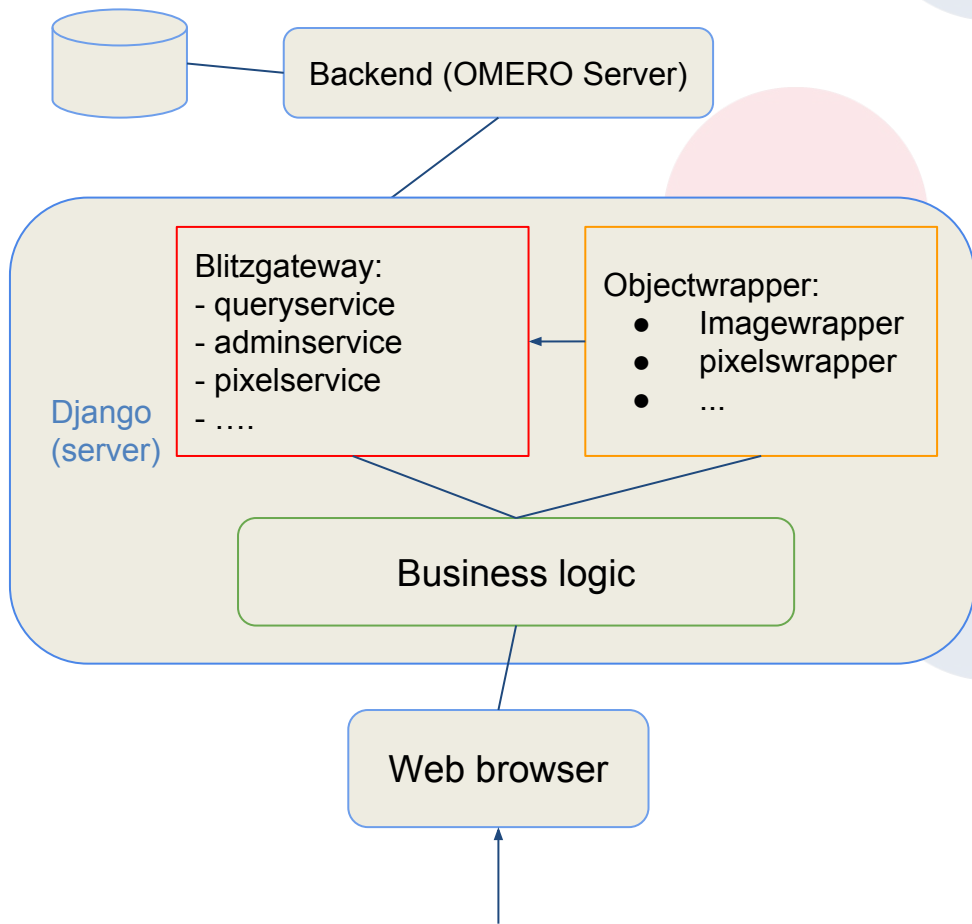 Backend (OMERO Server)
Blitzgateway:
- queryservice
- adminservice
- pixelservice
- ….
Objectwrapper:
● Imagewrapper
● pixelswrapper
● ...
Django
(server)
Business logic
Web browser